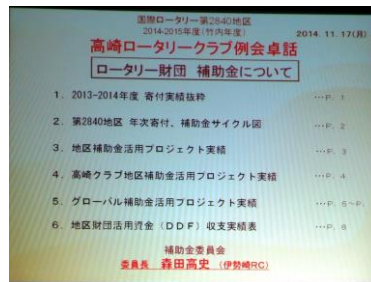 国際ロータリー第2840地区
2014-2015年度(竹内年度) 2014.11.17(月)
高崎ロータリークラブ例会卓話
ロータリー財団 補助金について
1. 2013-2014年度 寄付実績抜粋 …P. 1
2. 第2840地区 年次寄付、補助金サイクル図 …P. 2
3. 地区補助金活用プロジェクト実績 …P. 3
4. 高崎クラブ地区補助金活用プロジェクト実績 …P. 4
5. グローバル補助金活用プロジェクト実績 …P. 5~P.
6. 地区財団活用資金(DDF)収支実績表 …P. 8
補助金委員会
委員長 森田高史 (伊勢崎RC)